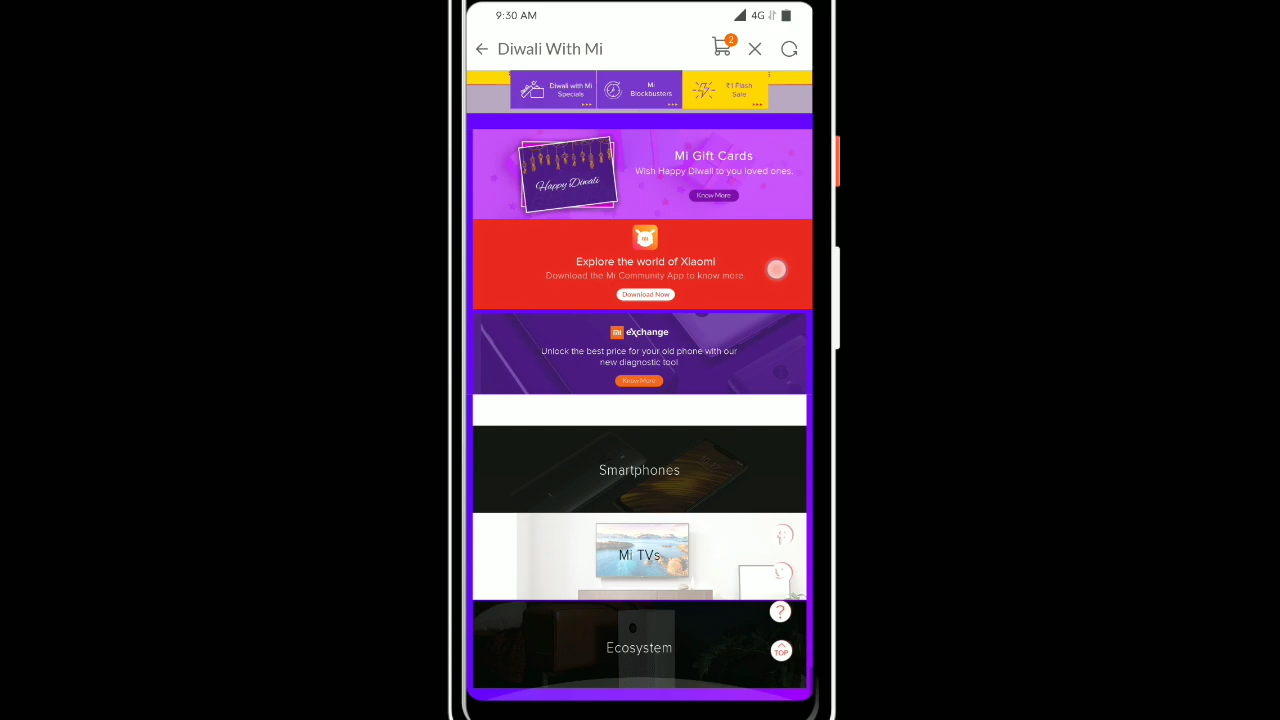 9:30 AM
4G
Diwali With Mi
2
Diwali with Mi
Specials
Mi
Blockbusters
₹1 Flash
Sale
Happy Diwali
Mi Gift Cards
Wish Happy Diwali to you loved ones.
Know More
mi
Explore the world of Xiaomi
Download the Mi Community App to know more.
Download Now
mi exchange
Unlock the best price for your old phone with our
new diagnostic tool
Know More
Smartphones
Mi TVs
?
Ecosystem
TOP